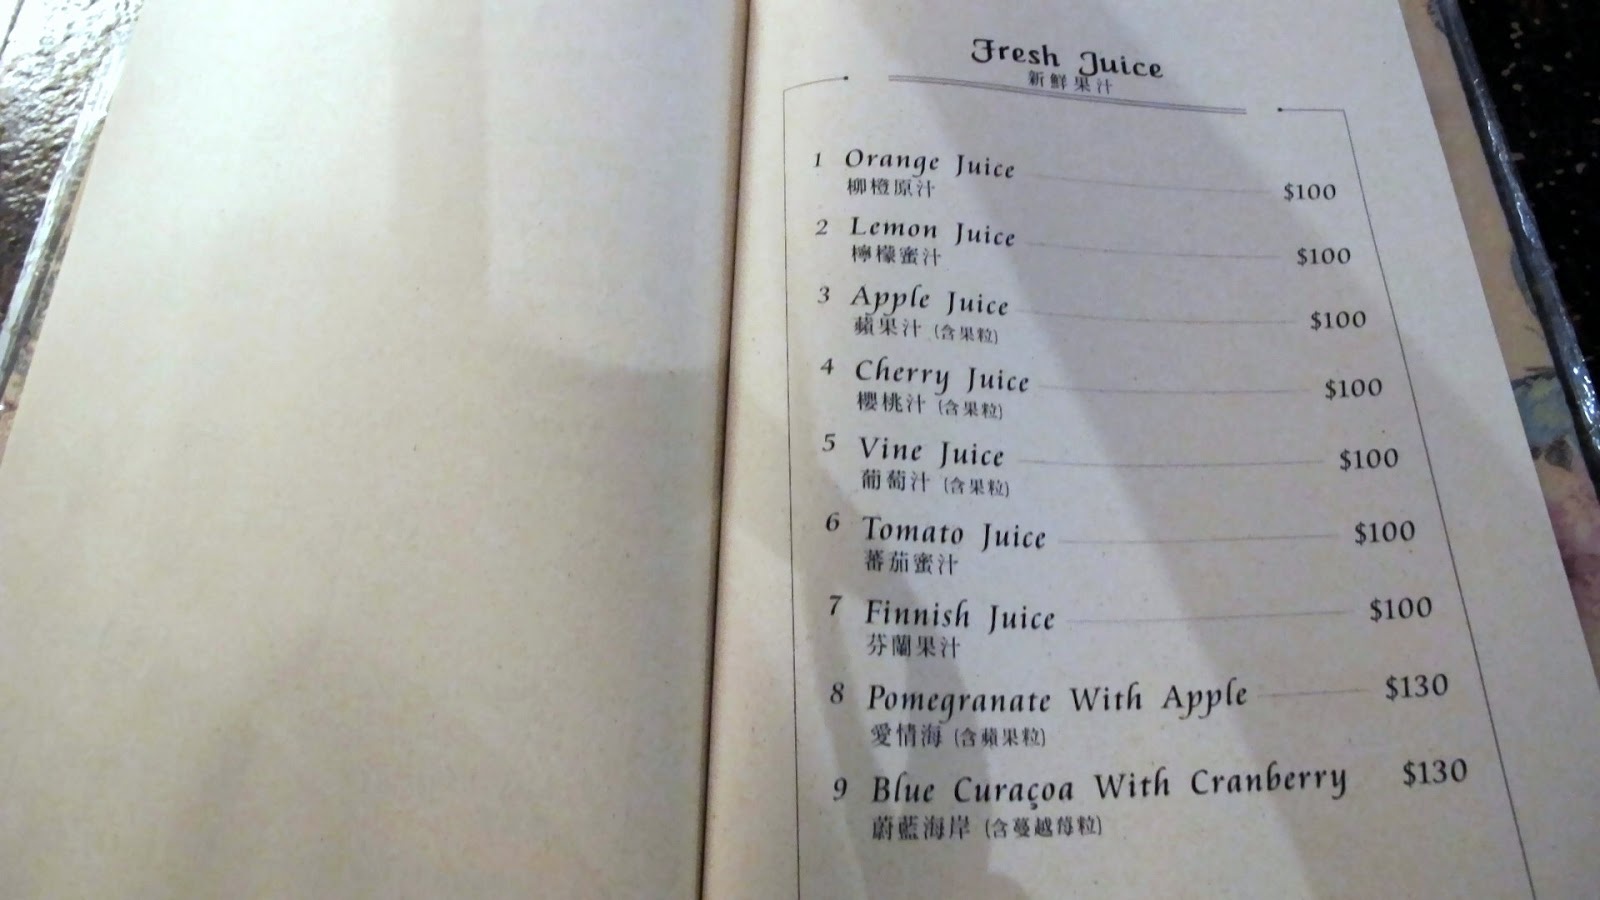 Fresh Juice
新鮮果汁
1 Orange Juice $100
柳橙原汁
2 Lemon Juice $100
檸檬蜜汁
3 Apple Juice $100
蘋果汁 (含果粒)
4 Cherry Juice $100
櫻桃汁 (含果粒)
5 Vine Juice $100
葡萄汁 (含果粒)
6 Tomato Juice $100
蕃茄蜜汁
7 Finnish Juice $100
芬蘭果汁
8 Pomegranate With Apple $130
愛情海 (含蘋果粒)
9 Blue Curaçoa With Cranberry $130
蔚藍海岸 (含蔓越莓粒)